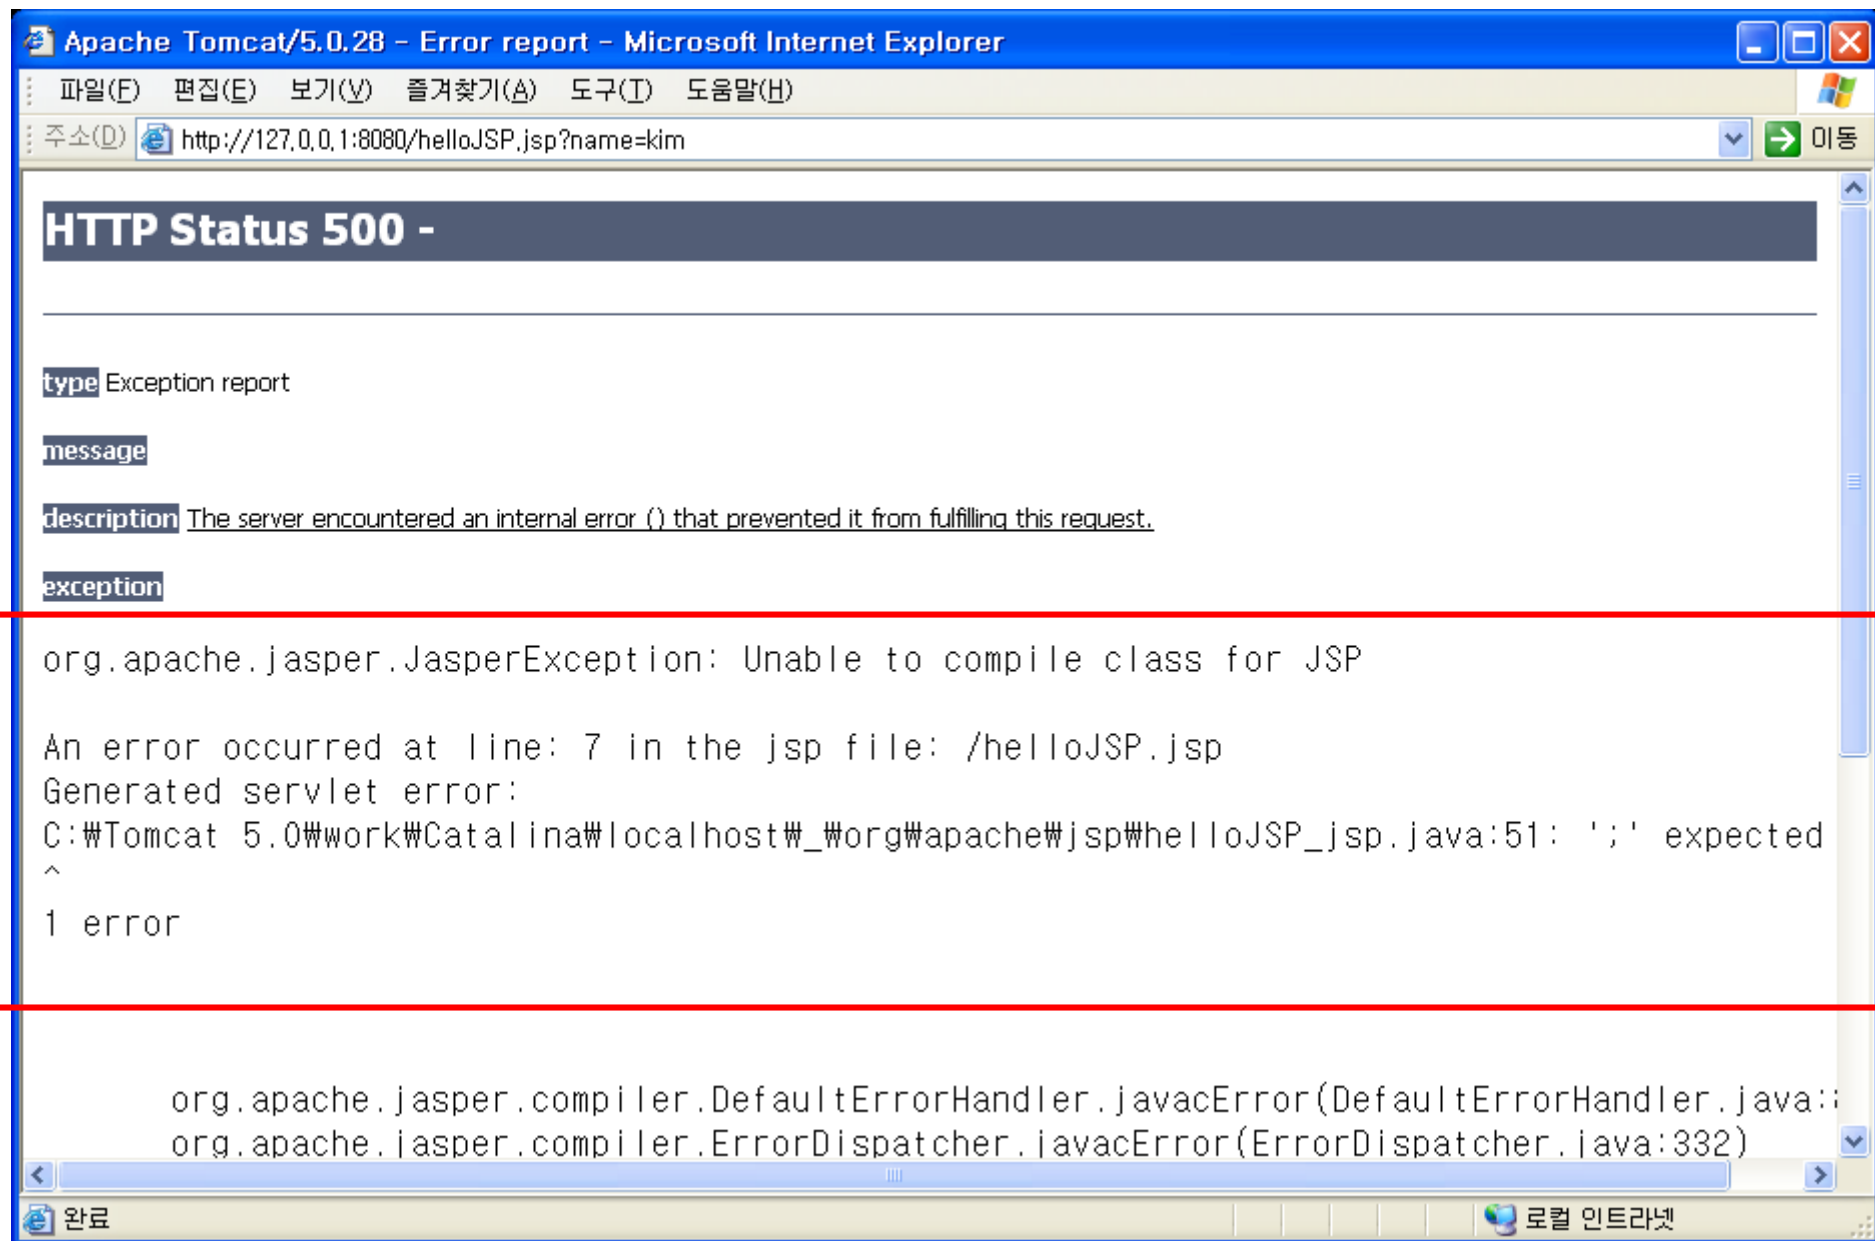 Apache Tomcat/5.0.28 - Error report - Microsoft Internet Explorer
파일(F) 편집(E) 보기(V) 즐겨찾기(A) 도구(T) 도움말(H)
주소(D) http://127.0.0.1:8080/helloJSP.jsp?name=kim 이동
HTTP Status 500 -
type Exception report
message
description The server encountered an internal error () that prevented it from fulfilling this request.
exception
org.apache.jasper.JasperException: Unable to compile class for JSP
An error occurred at line: 7 in the jsp file: /helloJSP.jsp
Generated servlet error:
C:₩Tomcat 5.0₩work₩Catalina₩localhost₩_₩org₩apache₩jsp₩helloJSP_jsp.java:51: ';' expected
^
1 error
org.apache.jasper.compiler.DefaultErrorHandler.javacError(DefaultErrorHandler.java:
org.apache.jasper.compiler.ErrorDispatcher.javacError(ErrorDispatcher.java:332)
완료 로컬 인트라넷